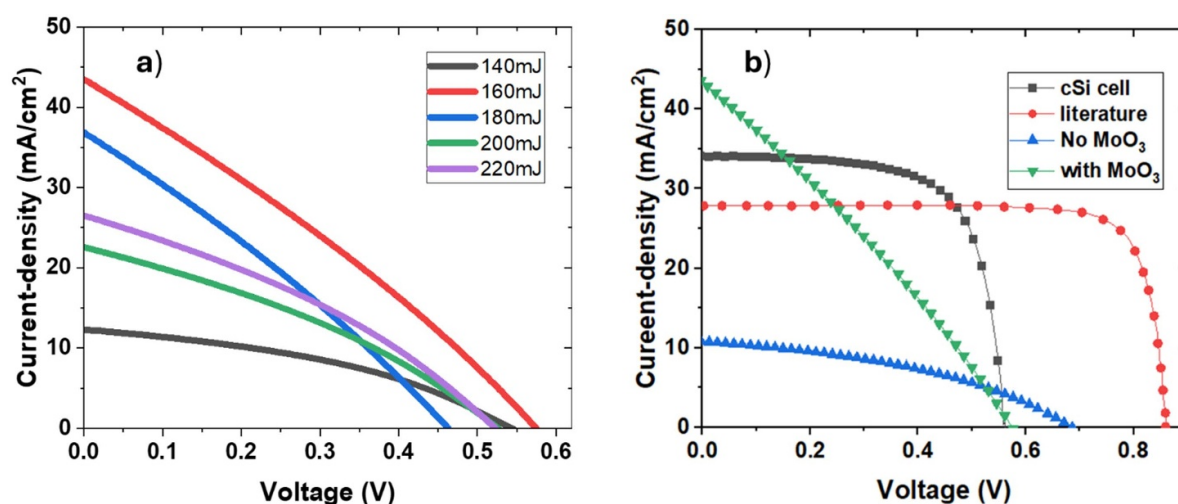 a)
50
40
30
20
10
0
Current-density (mA/cm²)
140mJ
160mJ
180mJ
200mJ
220mJ
0.0 0.1 0.2 0.3 0.4 0.5 0.6
Voltage (V)
b)
50
40
30
20
10
0
Cureent-density (mA/cm²)
cSi cell
literature
No MoO₃
with MoO₃
0.0 0.2 0.4 0.6 0.8
Voltage (V)